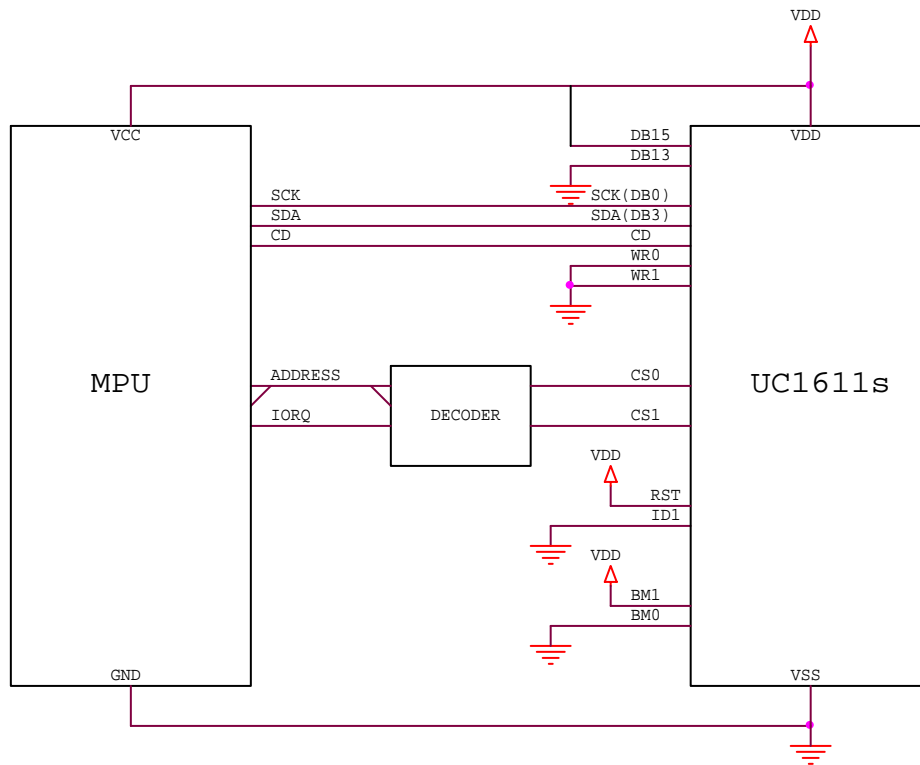 VDD
VCC
VDD
DB15
DB13
SCK
SCK(DB0)
SDA
SDA(DB3)
CD
CD
WR0
WR1
MPU
UC1611s
ADDRESS
CS0
DECODER
IORQ
CS1
VDD
RST
ID1
VDD
BM1
BM0
GND
VSS